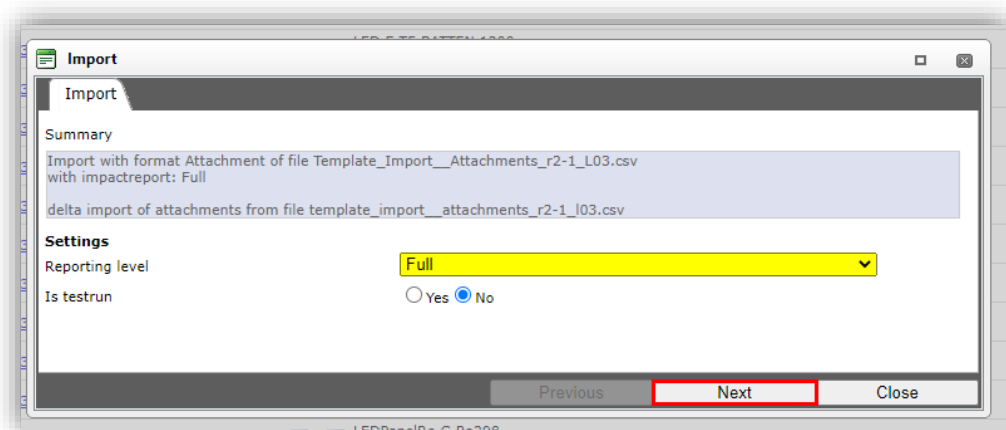 Import
Import
Summary
Import with format Attachment of file Template_Import__Attachments_r2-1_L03.csv
with impactreport: Full
delta import of attachments from file template_import__attachments_r2-1_l03.csv
Settings
Reporting level
Full
Is testrun
Yes No
Previous
Next
Close